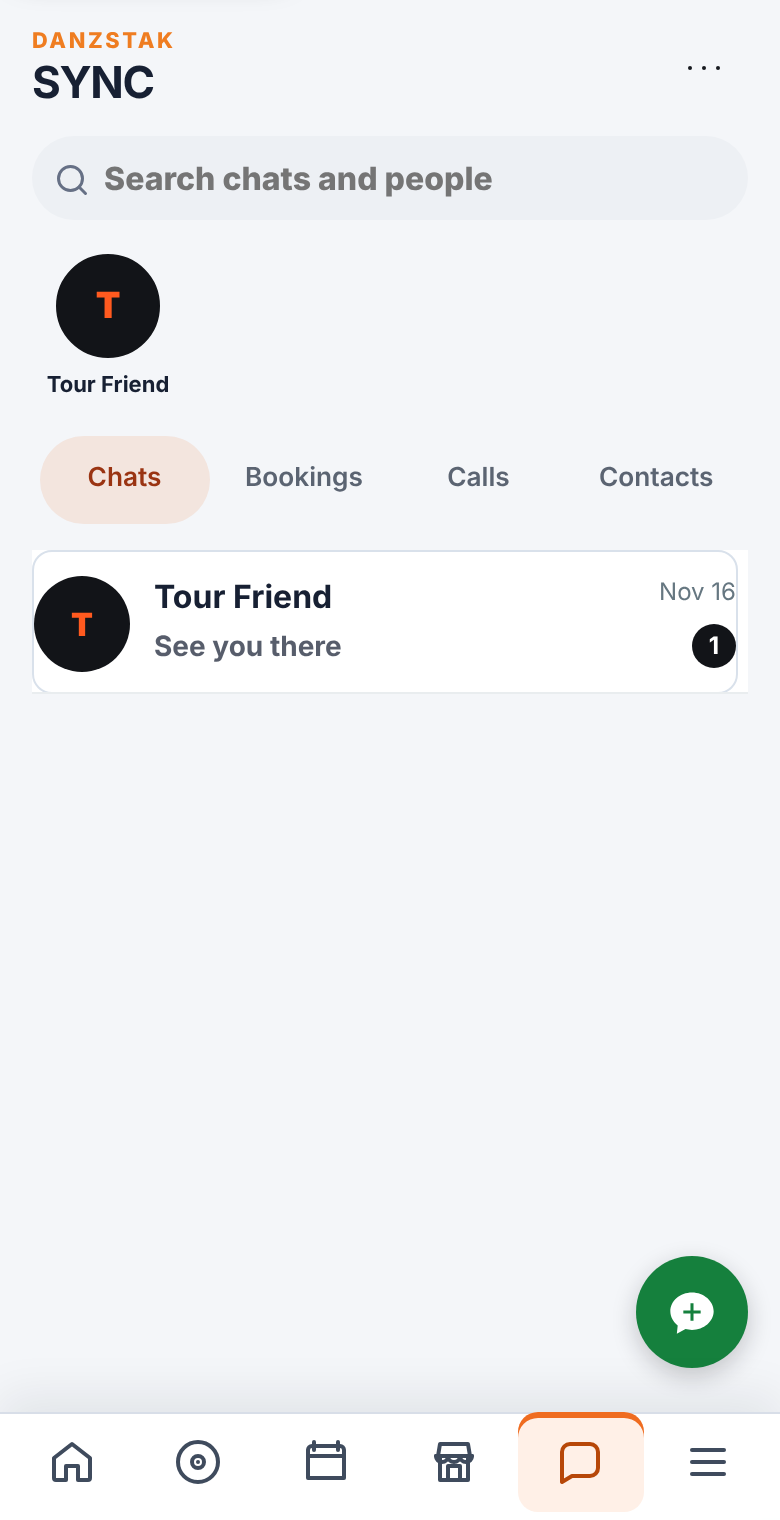 DANZSTAK
SYNC
Search chats and people
T
Tour Friend
Chats Bookings Calls Contacts
T
Tour Friend Nov 16
See you there 1